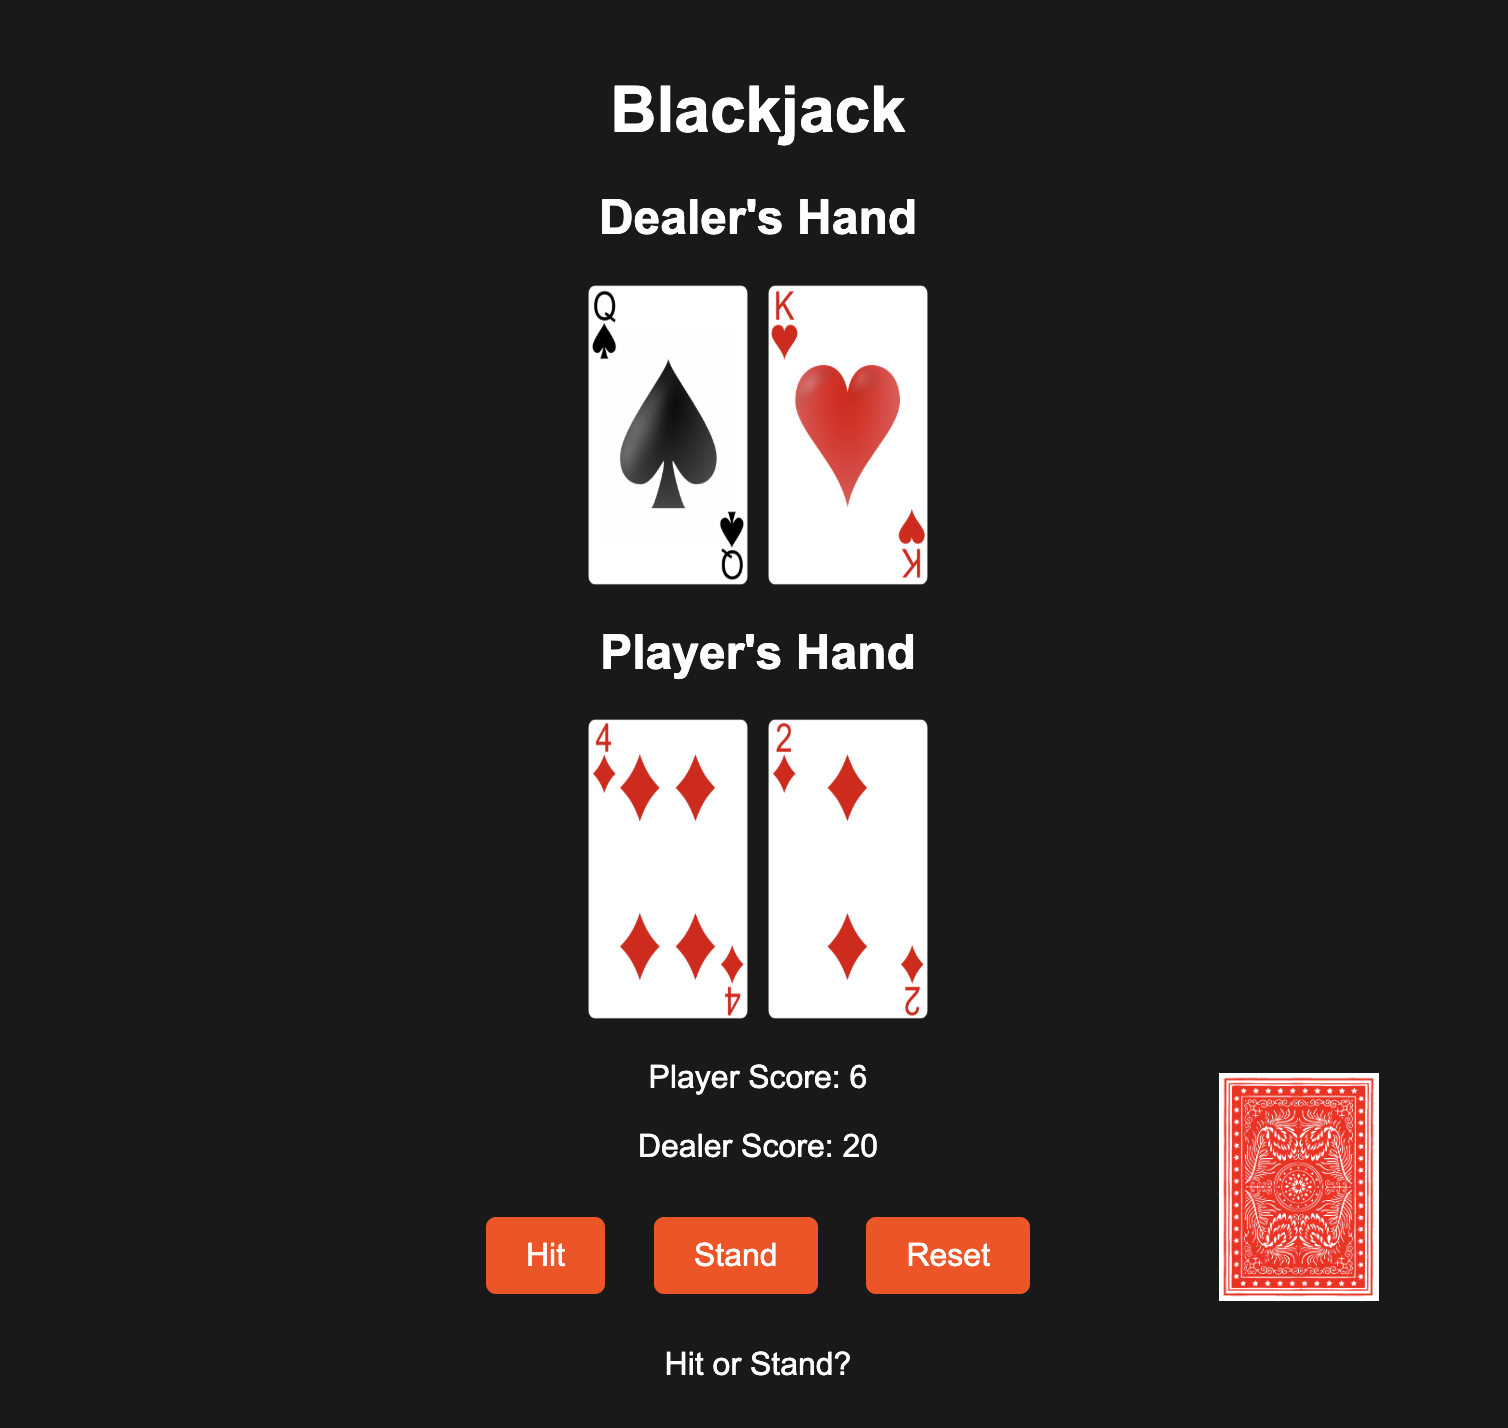 Blackjack
Dealer's Hand
Q K
Q K
Player's Hand
4 2
4 2
Player Score: 6
Dealer Score: 20
Hit Stand Reset
Hit or Stand?